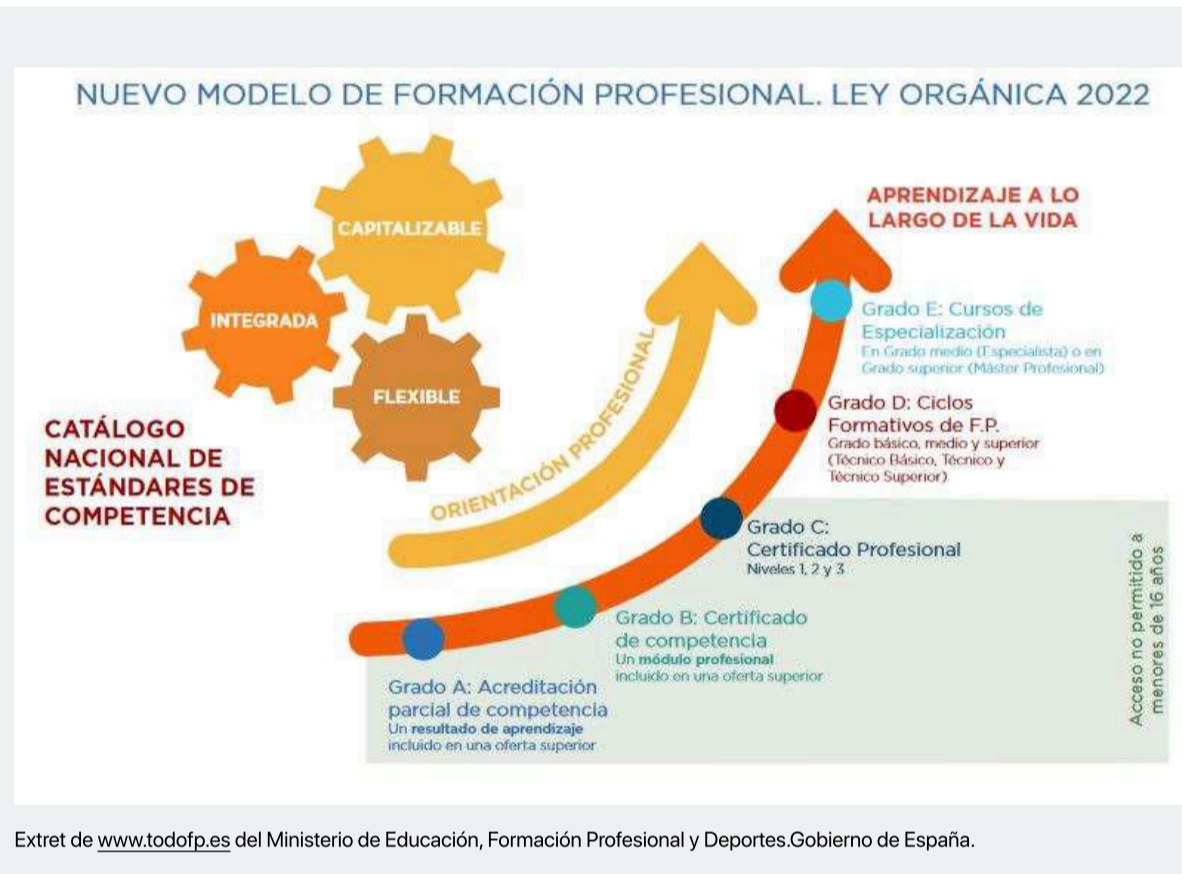 NUEVO MODELO DE FORMACIÓN PROFESIONAL. LEY ORGÁNICA 2022
CAPITALIZABLE
INTEGRADA
FLEXIBLE
CATÁLOGO
NACIONAL DE
ESTÁNDARES DE
COMPETENCIA
ORIENTACIÓN PROFESIONAL
APRENDIZAJE A LO
LARGO DE LA VIDA
Grado E: Cursos de
Especialización
En Grado medio (Especialista) o en
Grado superior (Máster Profesional)
Grado D: Ciclos
Formativos de F.P.
Grado básico, medio y superior
(Técnico Básico, Técnico y
Técnico Superior)
Grado C:
Certificado Profesional
Niveles 1, 2 y 3
Grado B: Certificado
de competencia
Un módulo profesional
incluido en una oferta superior
Grado A: Acreditación
parcial de competencia
Un resultado de aprendizaje
incluido en una oferta superior
Acceso no permitido a
menores de 16 años
Extret de www.todofp.es del Ministerio de Educación, Formación Profesional y Deportes.Gobierno de España.